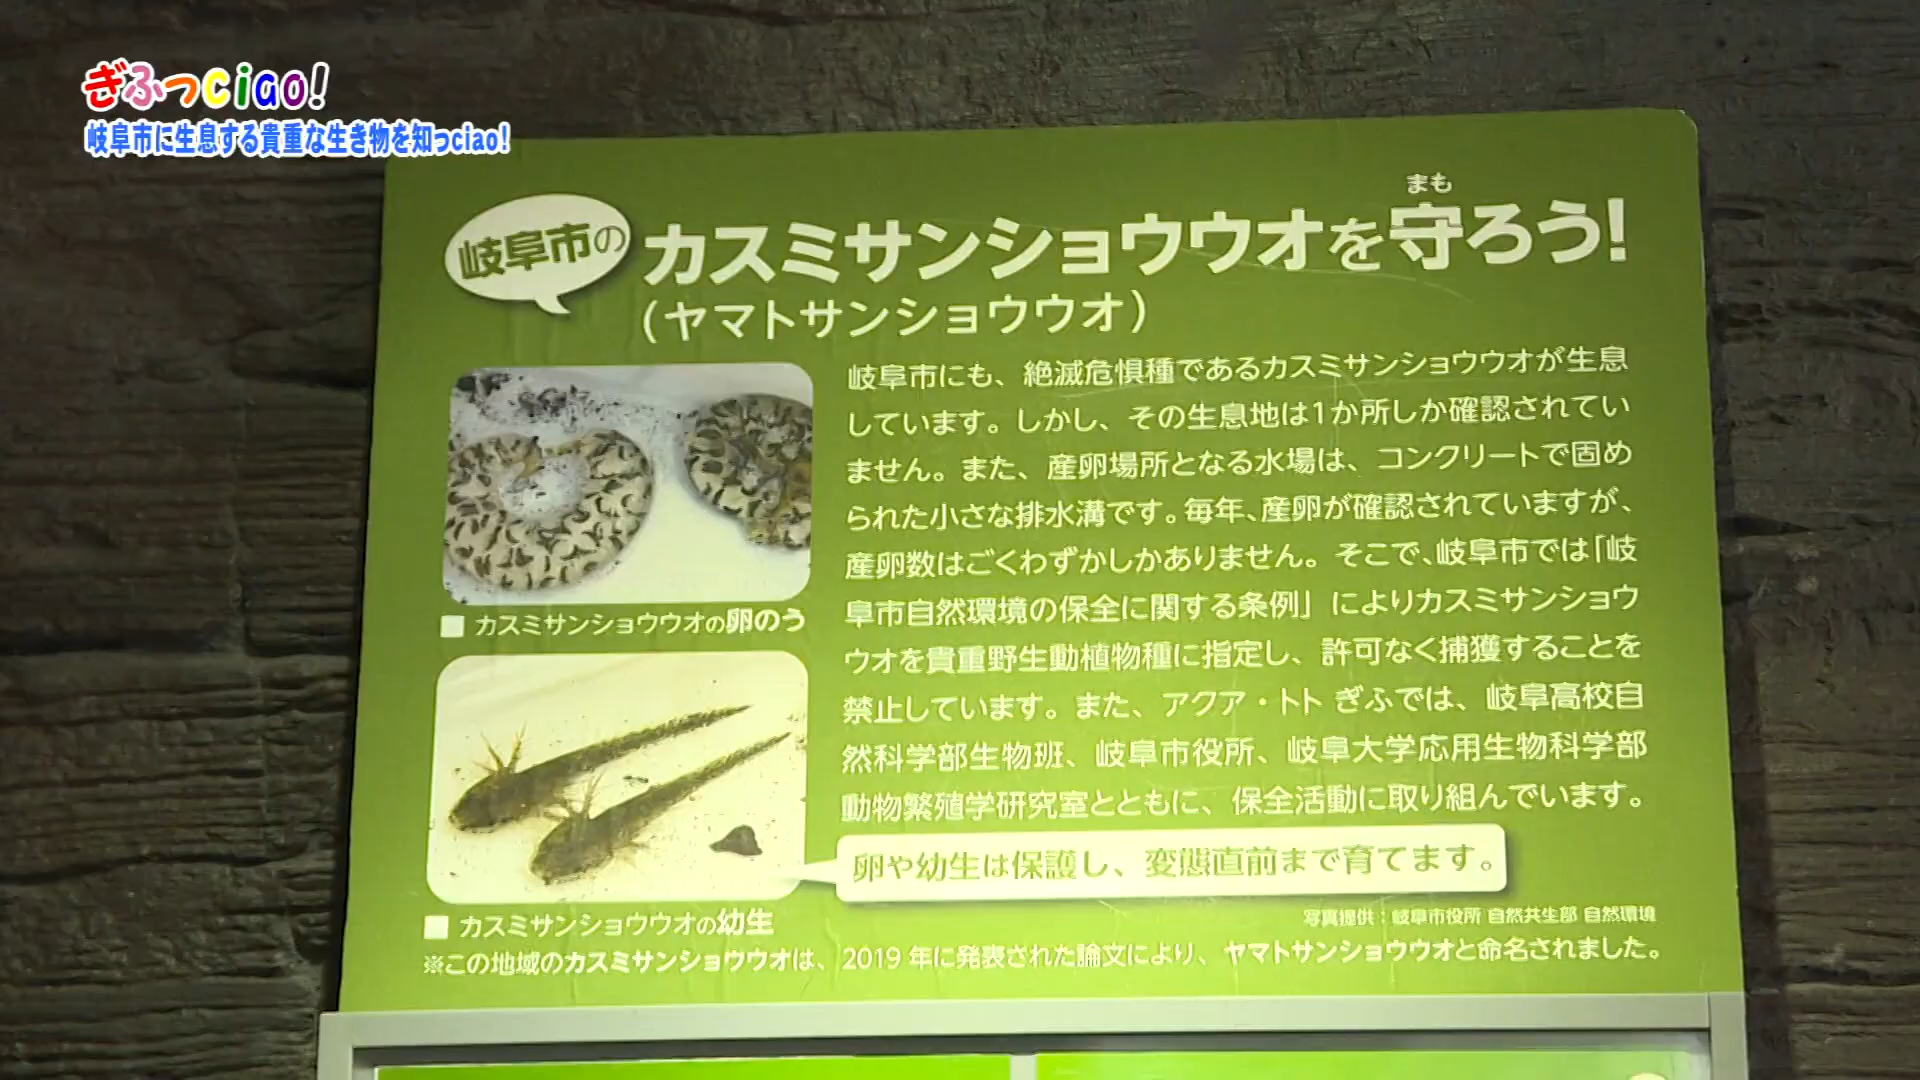 ぎふっciao!
岐阜市に生息する貴重な生き物を知っciao!
岐阜市の
まも
カスミサンショウウオを守ろう!
(ヤマトサンショウウオ)
岐阜市にも、絶滅危惧種であるカスミサンショウウオが生息
しています。しかし、その生息地は1か所しか確認されてい
ません。また、産卵場所となる水場は、コンクリートで固め
られた小さな排水溝です。毎年、産卵が確認されていますが、
産卵数はごくわずかしかありません。そこで、岐阜市では「岐
阜市自然環境の保全に関する条例」によりカスミサンショウ
ウオを貴重野生動植物種に指定し、許可なく捕獲することを
禁止しています。また、アクア・トト ぎふでは、岐阜高校自
然科学部生物班、岐阜市役所、岐阜大学応用生物科学部
動物繁殖学研究室とともに、保全活動に取り組んでいます。
■ カスミサンショウウオの卵のう
卵や幼生は保護し、変態直前まで育てます。
■ カスミサンショウウオの幼生
写真提供：岐阜市役所 自然共生部 自然環境
※この地域のカスミサンショウウオは、2019 年に発表された論文により、ヤマトサンショウウオと命名されました。